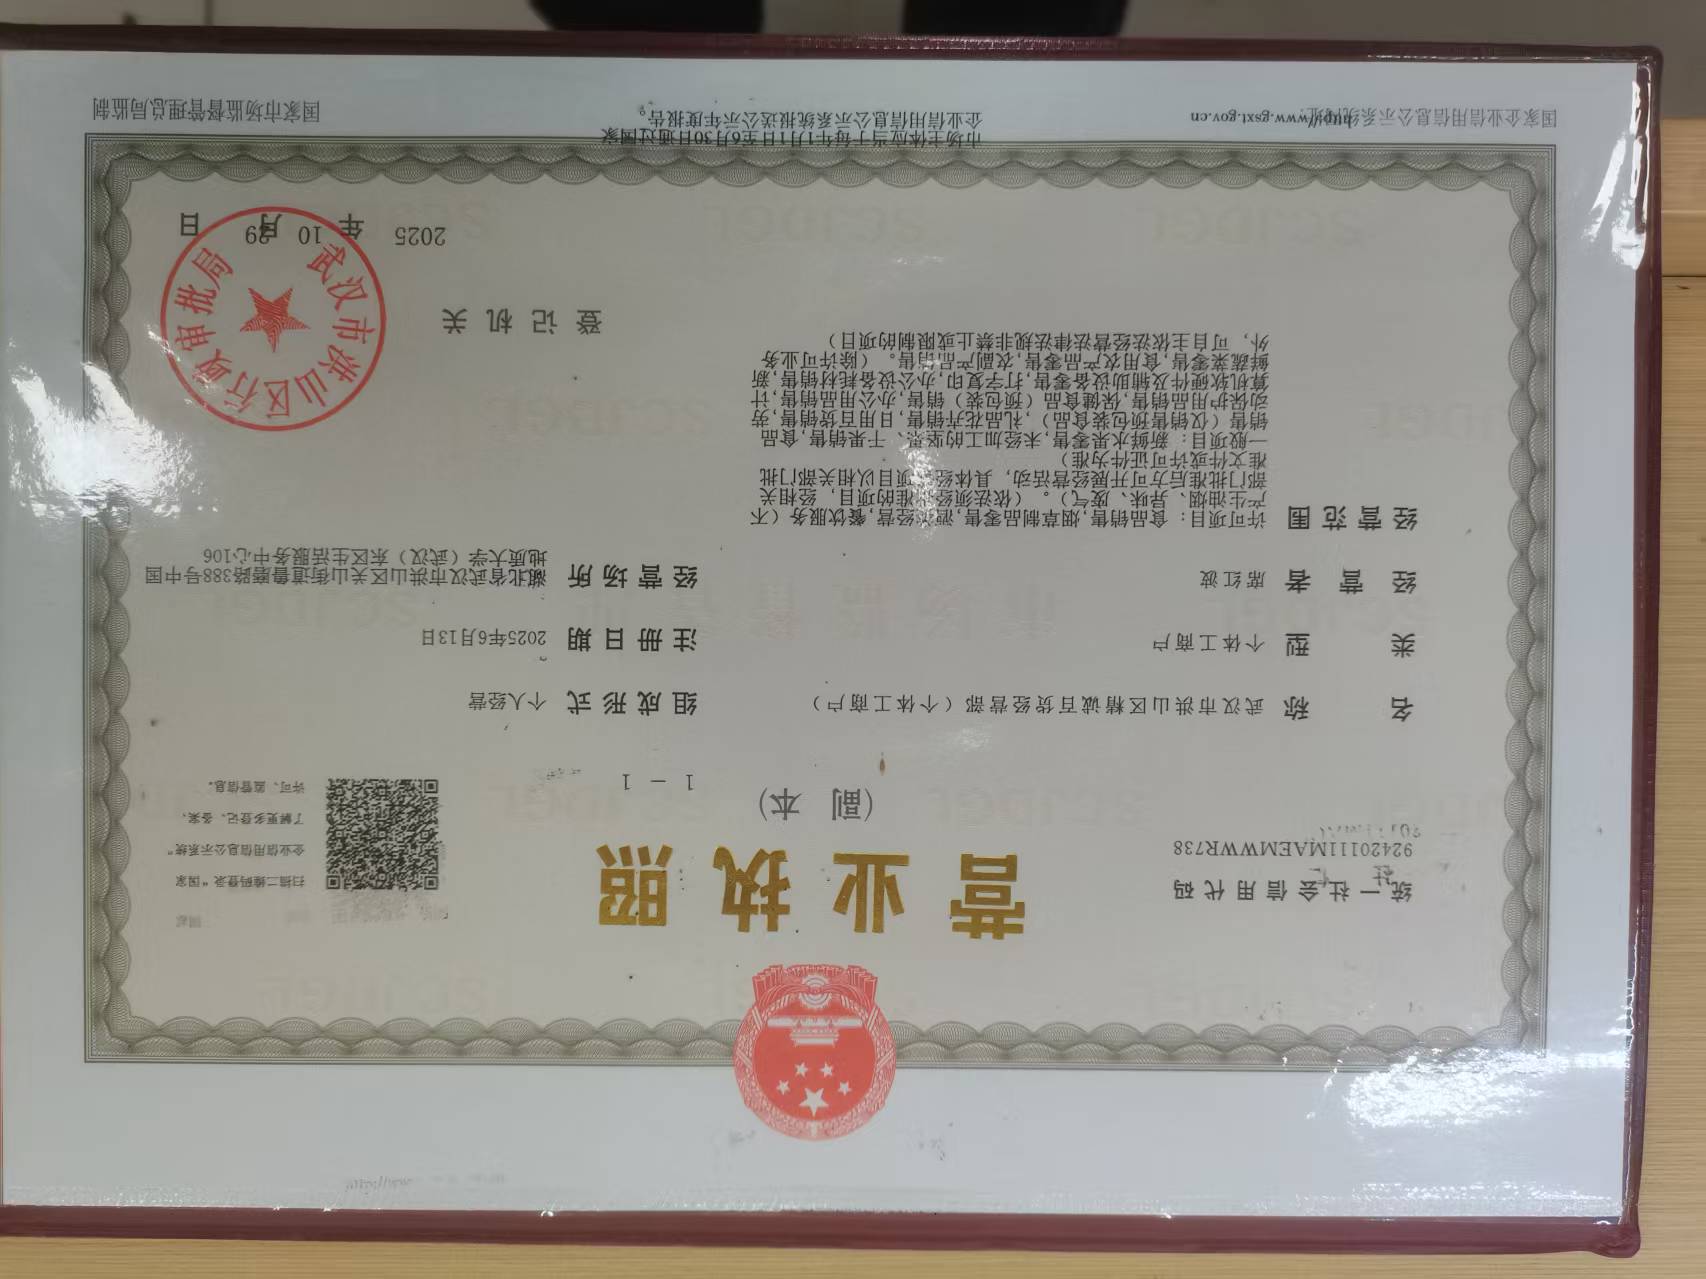 统一社会信用代码
92420111MAEMWWR738
营业执照
(副 本)
1-1
扫描二维码登录“国家
企业信用信息公示系统”
了解更多登记、备案、
许可、监管信息。
名称 武汉市洪山区精诚百货经营部（个体工商户）
组成形式 个人经营
类型 个体工商户
注册日期 2025年6月13日
经营者 席红波
经营场所 湖北省武汉市洪山区关山街道鲁磨路388号中国
地质大学（武汉）东区生活服务中心106
经营范围 许可项目：食品销售,烟草制品零售,酒类经营,餐饮服务（不
产生油烟、异味、废气）。（依法须经批准的项目，经相关
部门批准后方可开展经营活动，具体经营项目以相关部门批
准文件或许可证件为准）
一般项目：新鲜水果零售,未经加工的坚果、干果销售,食品
销售（仅销售预包装食品）,礼品花卉销售,日用百货销售,劳
动保护用品销售,保健食品（预包装）销售,办公用品销售,计
算机软硬件及辅助设备零售,打字复印,办公设备耗材销售,新
鲜蔬菜零售,食用农产品零售,农副产品销售。（除许可业务
外，可自主依法经营法律法规非禁止或限制的项目）
登记机关
武汉市洪山区行政审批局
2025年10月29日
国家企业信用信息公示系统网址：http://www.gsxt.gov.cn
市场主体应当于每年1月1日至6月30日通过国家
企业信用信息公示系统报送公示年度报告。
国家市场监督管理总局监制